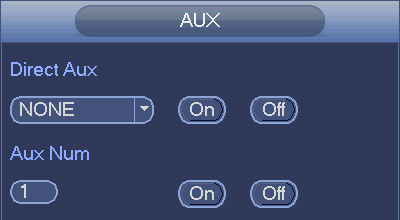 AUX
Direct Aux
NONE On Off
Aux Num
1 On Off